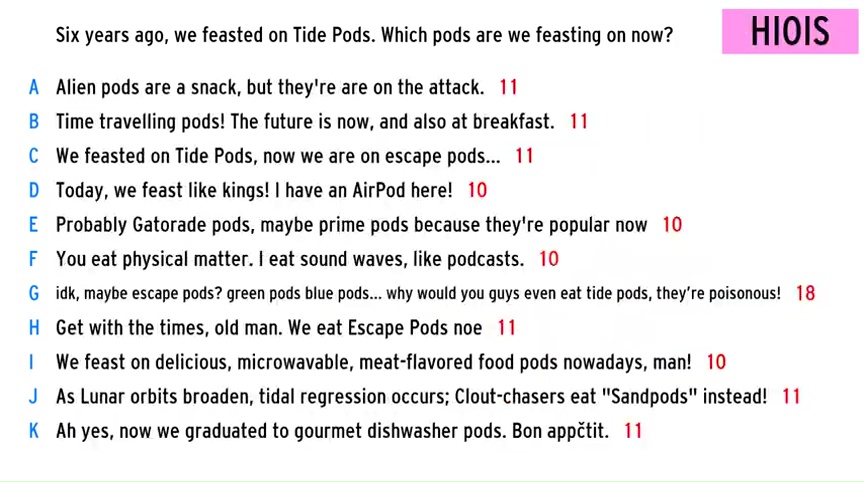 Six years ago, we feasted on Tide Pods. Which pods are we feasting on now?
HIOIS
A Alien pods are a snack, but they're are on the attack. 11
B Time travelling pods! The future is now, and also at breakfast. 11
C We feasted on Tide Pods, now we are on escape pods... 11
D Today, we feast like kings! I have an AirPod here! 10
E Probably Gatorade pods, maybe prime pods because they're popular now 10
F You eat physical matter. I eat sound waves, like podcasts. 10
G idk, maybe escape pods? green pods blue pods... why would you guys even eat tide pods, they're poisonous! 18
H Get with the times, old man. We eat Escape Pods noe 11
I We feast on delicious, microwavable, meat-flavored food pods nowadays, man! 10
J As Lunar orbits broaden, tidal regression occurs; Clout-chasers eat "Sandpods" instead! 11
K Ah yes, now we graduated to gourmet dishwasher pods. Bon appčtit. 11